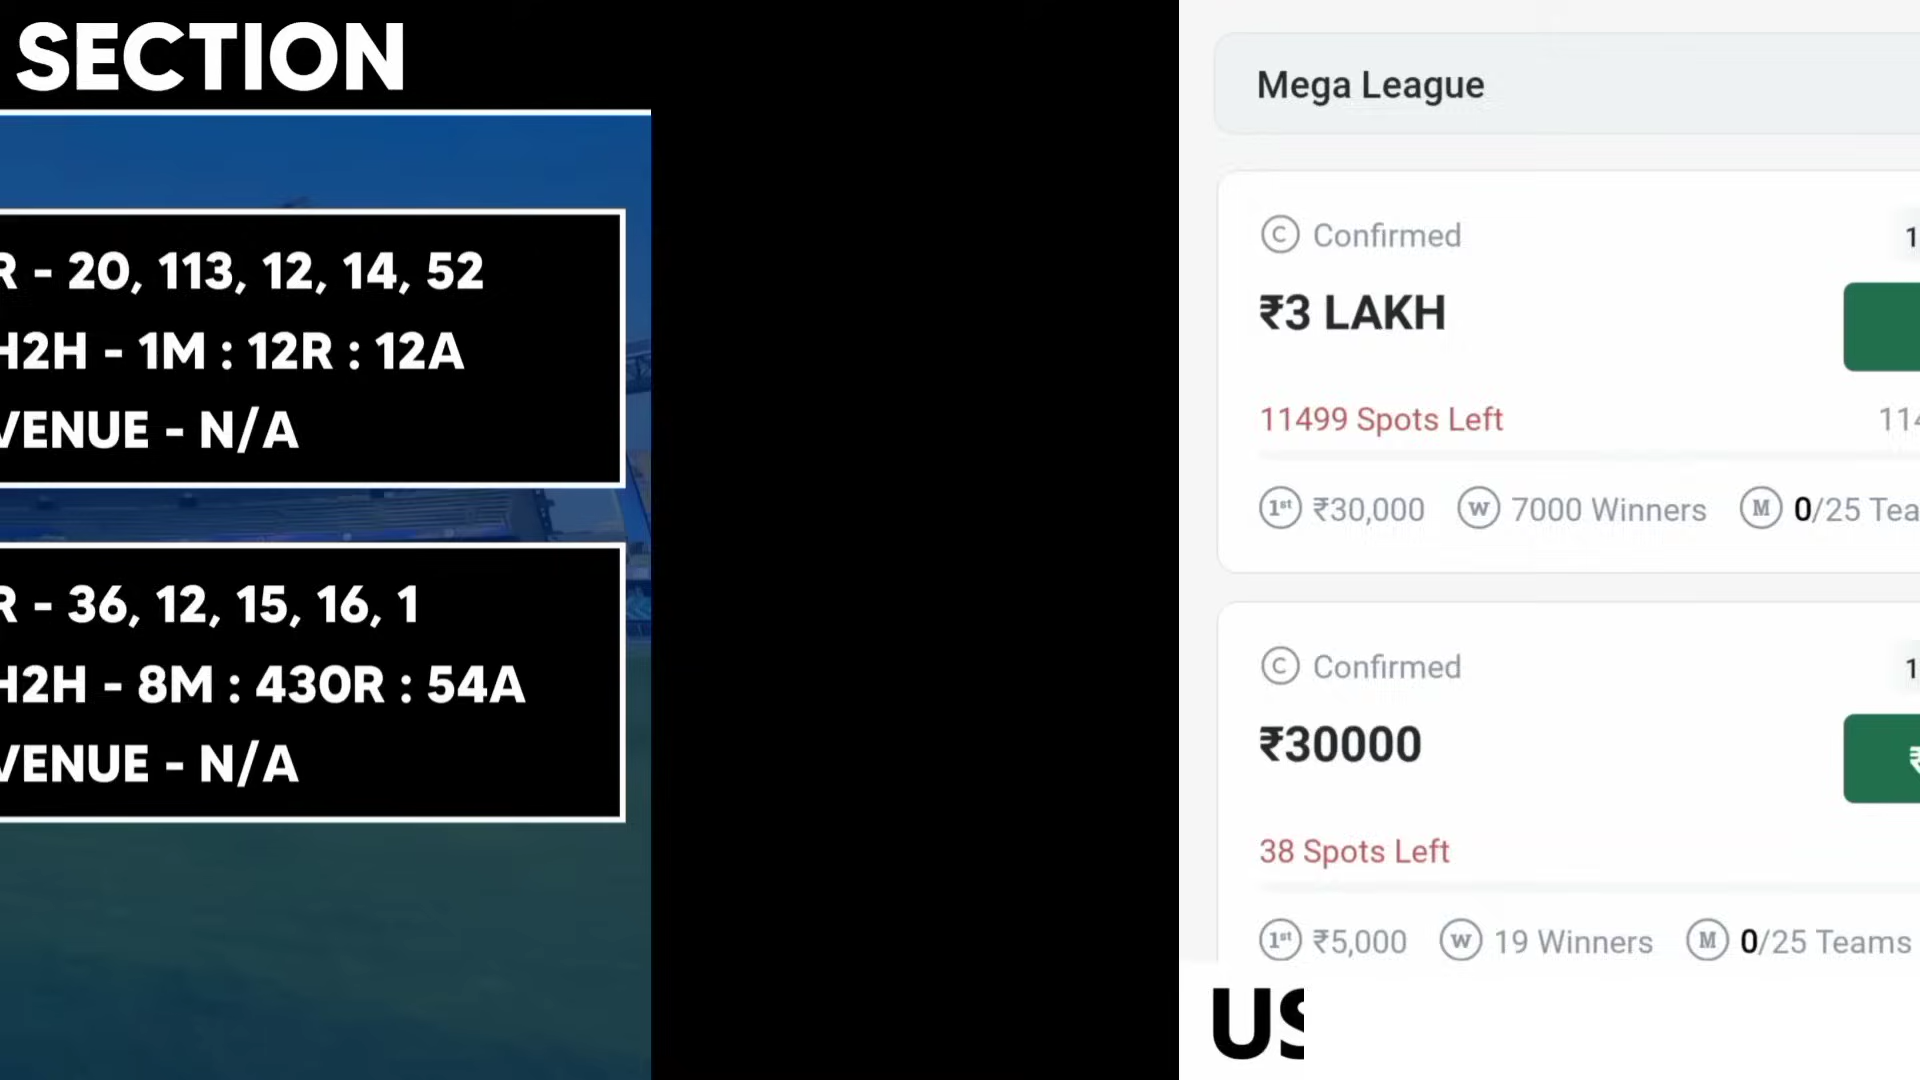 SECTION
R - 20, 113, 12, 14, 52
H2H - 1M : 12R : 12A
VENUE - N/A
R - 36, 12, 15, 16, 1
H2H - 8M : 430R : 54A
VENUE - N/A
Mega League
C Confirmed
₹3 LAKH
11499 Spots Left
1st ₹30,000 W 7000 Winners M 0/25
C Confirmed
₹30000
38 Spots Left
1st ₹5,000 W 19 Winners M 0/25 Teams